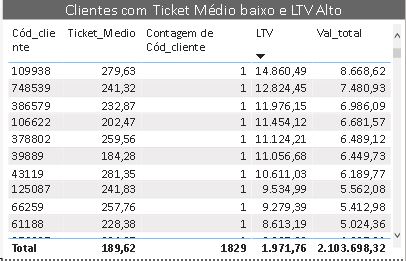 Clientes com Ticket Médio baixo e LTV Alto
Cód_cliente Ticket_Medio Contagem de Cód_cliente LTV Val_total
109938 279,63 1 14.860,49 8.668,62
748539 241,32 1 12.824,45 7.480,93
386579 232,87 1 11.976,15 6.986,09
106622 202,47 1 11.454,12 6.681,57
378802 259,56 1 11.124,21 6.489,12
39889 184,28 1 11.056,68 6.449,73
43119 281,35 1 10.611,03 6.189,77
125087 241,83 1 9.534,99 5.562,08
66259 257,76 1 9.279,39 5.412,98
61188 228,38 1 8.613,19 5.024,36
Total 189,62 1829 1.971,76 2.103.698,32